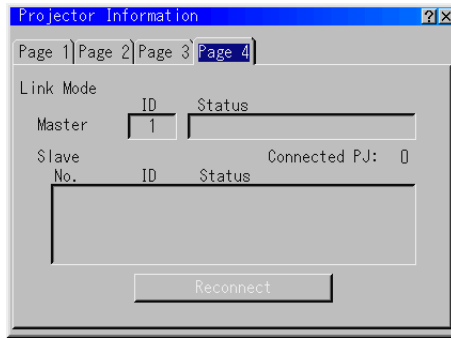 Projector Information ? ×
Page 1 Page 2 Page 3 Page 4
Link Mode
ID Status
Master 1
Slave Connected PJ: 0
No. ID Status
Reconnect